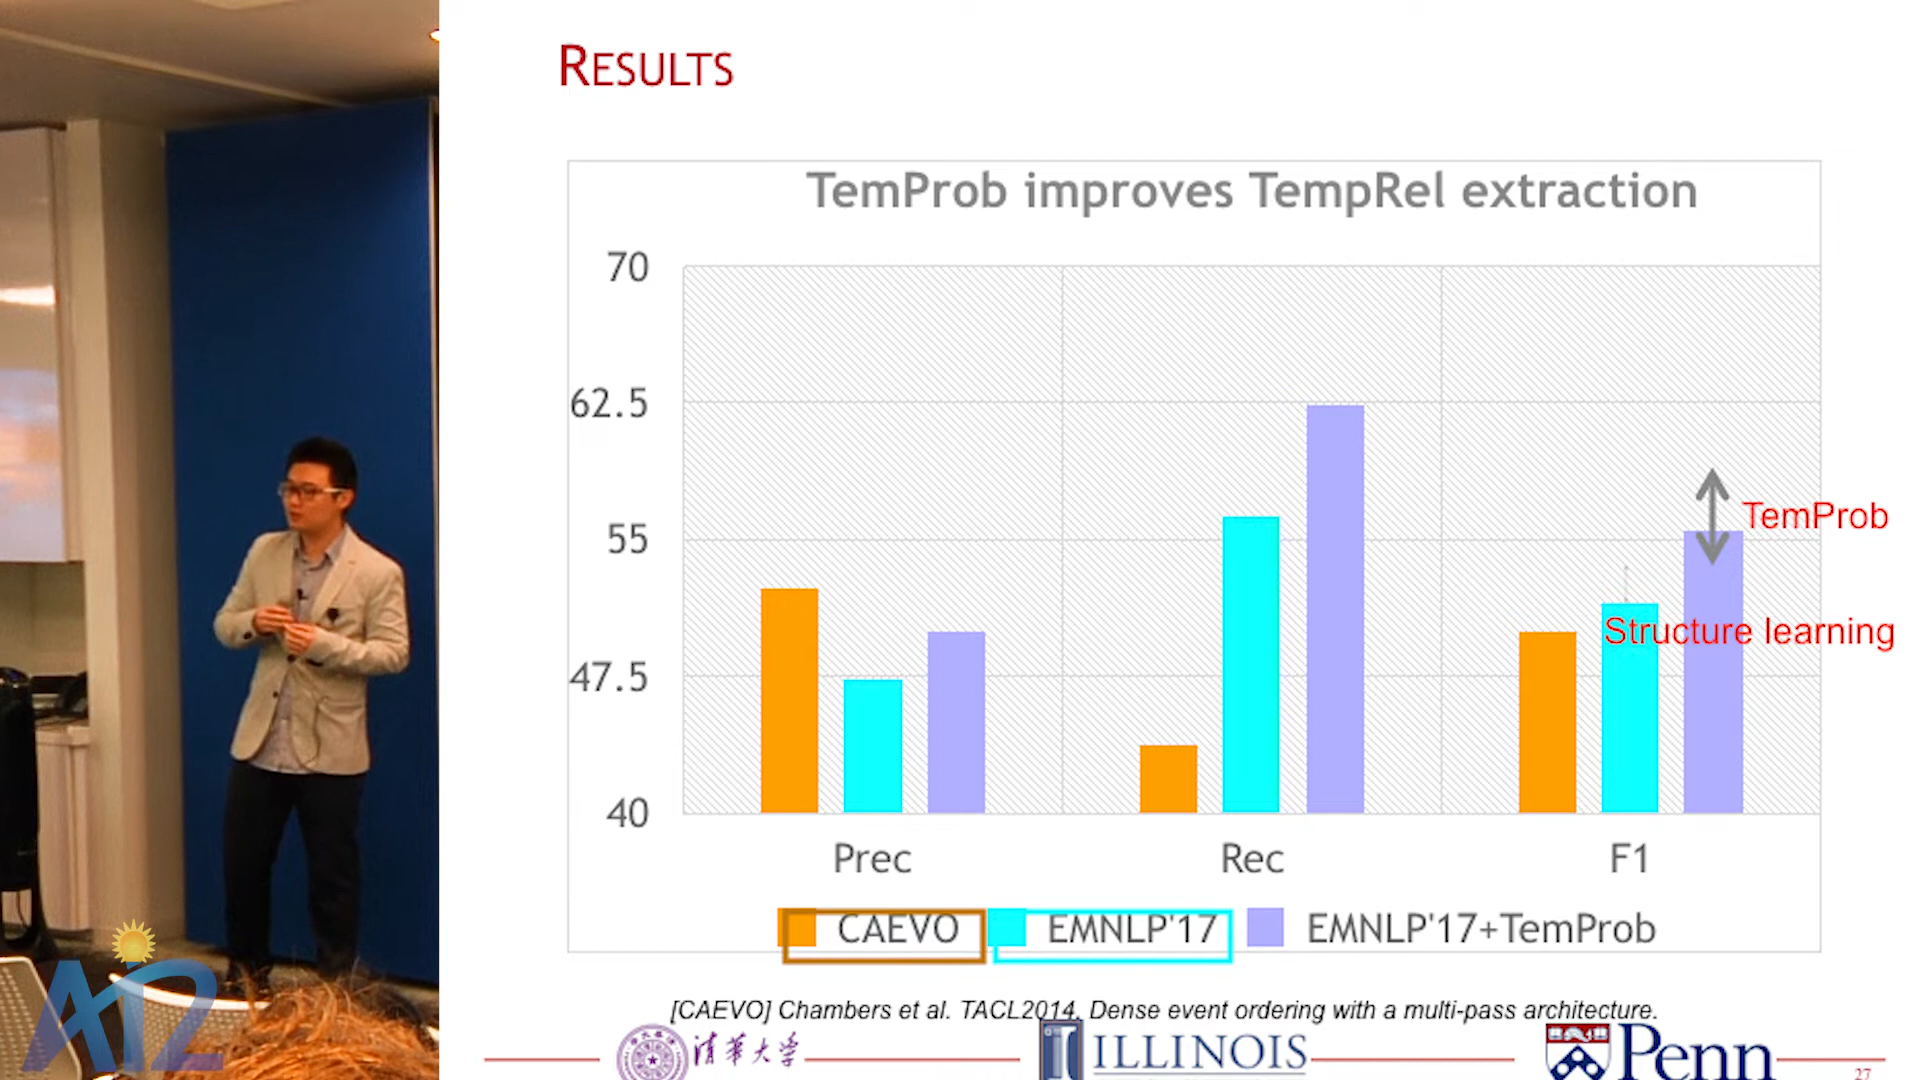 RESULTS
TemProb improves TempRel extraction
70
62.5
55
47.5
40
TemProb
Structure learning
Prec
Rec
F1
CAEVO
EMNLP'17
EMNLP'17+TemProb
[CAEVO] Chambers et al. TACL2014. Dense event ordering with a multi-pass architecture.
清華大学
ILLINOIS
Penn
27
AI2